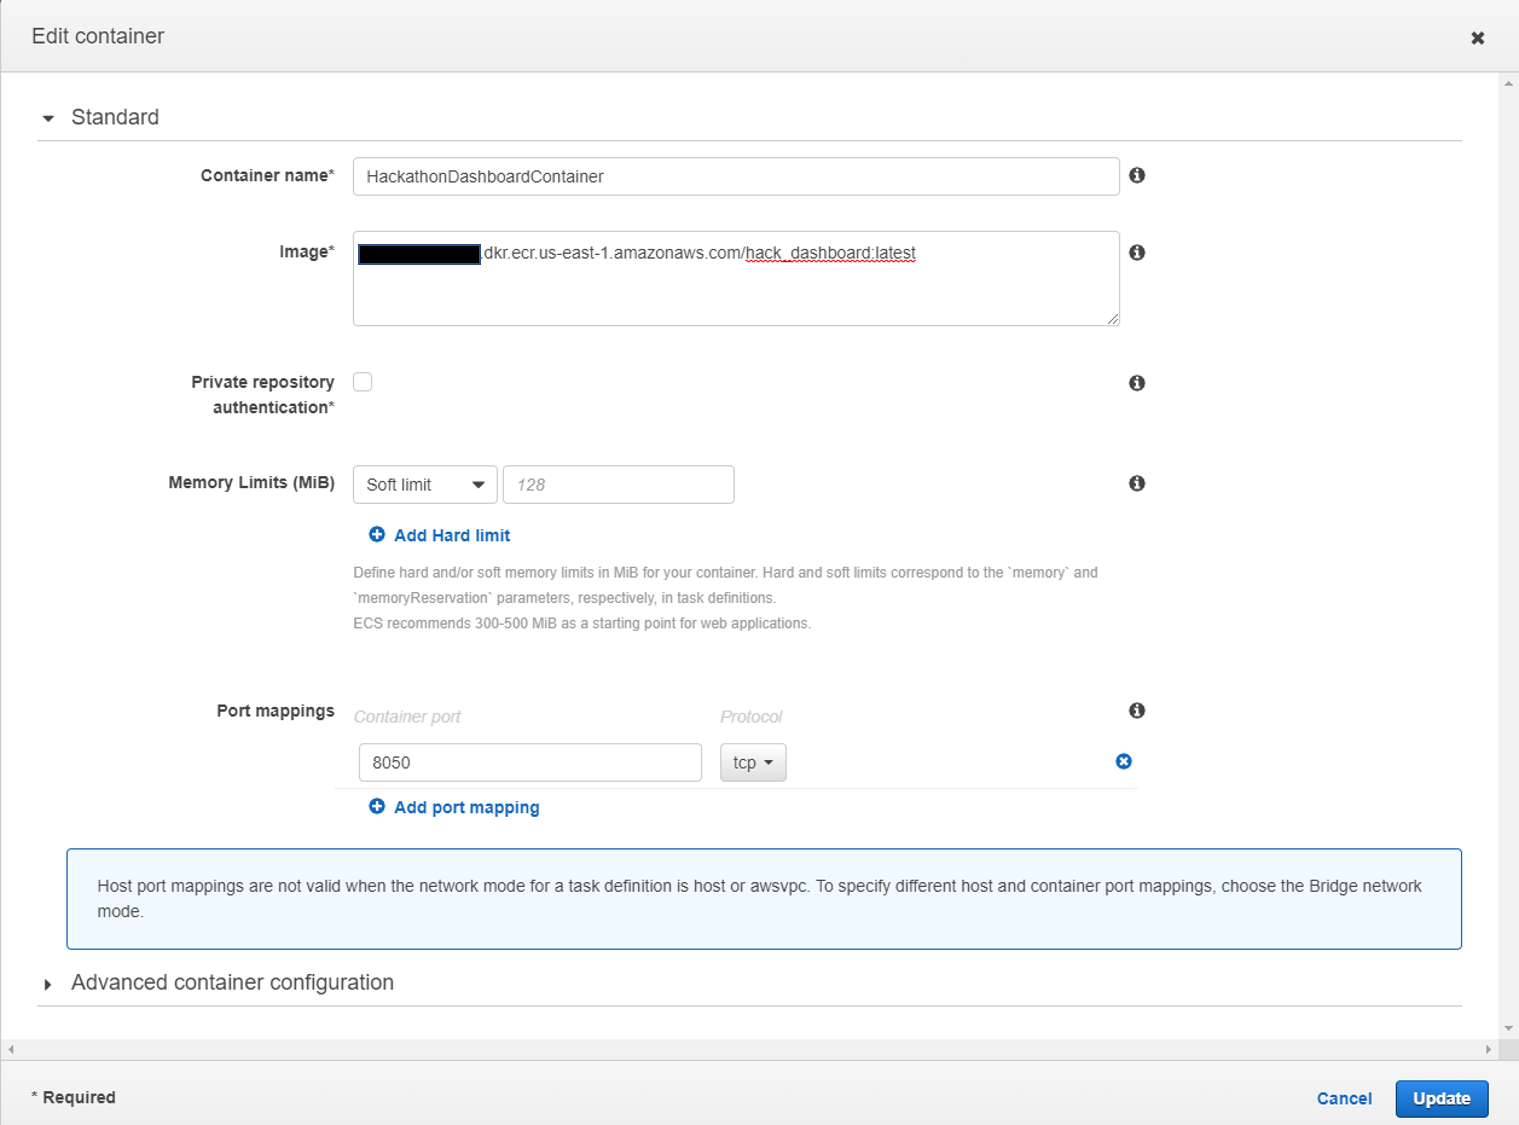 Edit container
Standard
Container name* HackathonDashboardContainer
Image* .dkr.ecr.us-east-1.amazonaws.com/hack_dashboard:latest
Private repository
authentication*
Memory Limits (MiB) Soft limit 128
Add Hard limit
Define hard and/or soft memory limits in MiB for your container. Hard and soft limits correspond to the `memory` and
`memoryReservation` parameters, respectively, in task definitions.
ECS recommends 300-500 MiB as a starting point for web applications.
Port mappings Container port Protocol
8050 tcp
Add port mapping
Host port mappings are not valid when the network mode for a task definition is host or awsvpc. To specify different host and container port mappings, choose the Bridge network
mode.
Advanced container configuration
* Required Cancel Update